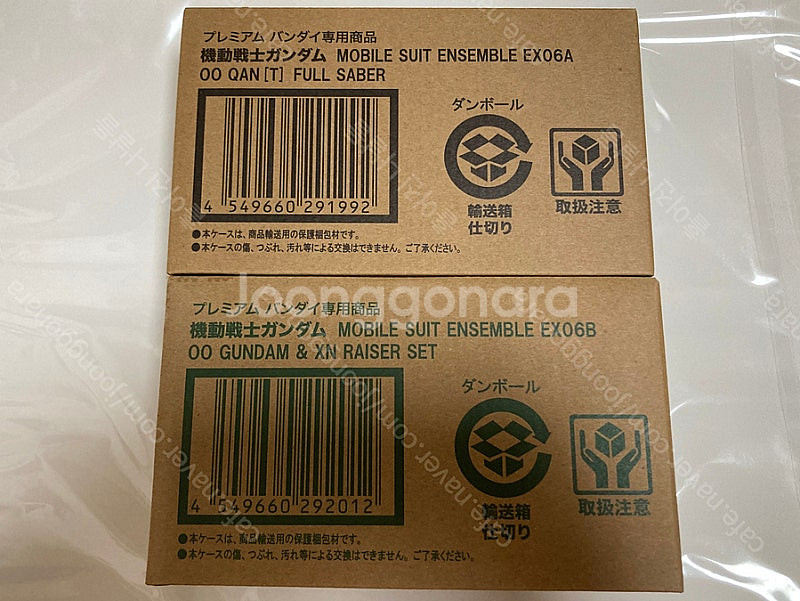 プレミアム バンダイ専用商品
機動戦士ガンダム MOBILE SUIT ENSEMBLE EX06A
OO QAN[T] FULL SABER
ダンボール
4 549660 291992
輸送箱
仕切り
取扱注意
●本ケースは、商品輸送用の保護梱包材です。
●本ケースの傷、つぶれ、汚れ等による交換はできません。ご了承ください。
Joonggonara
プレミアム バンダイ専用商品
機動戦士ガンダム MOBILE SUIT ENSEMBLE EX06B
OO GUNDAM & XN RAISER SET
ダンボール
4 549660 292012
輸送箱
仕切り
取扱注意
●本ケースは、商品輸送用の保護梱包材です。
●本ケースの傷、つぶれ、汚れ等による交換はできません。ご了承ください。
cafe.naver.com/joonggonara